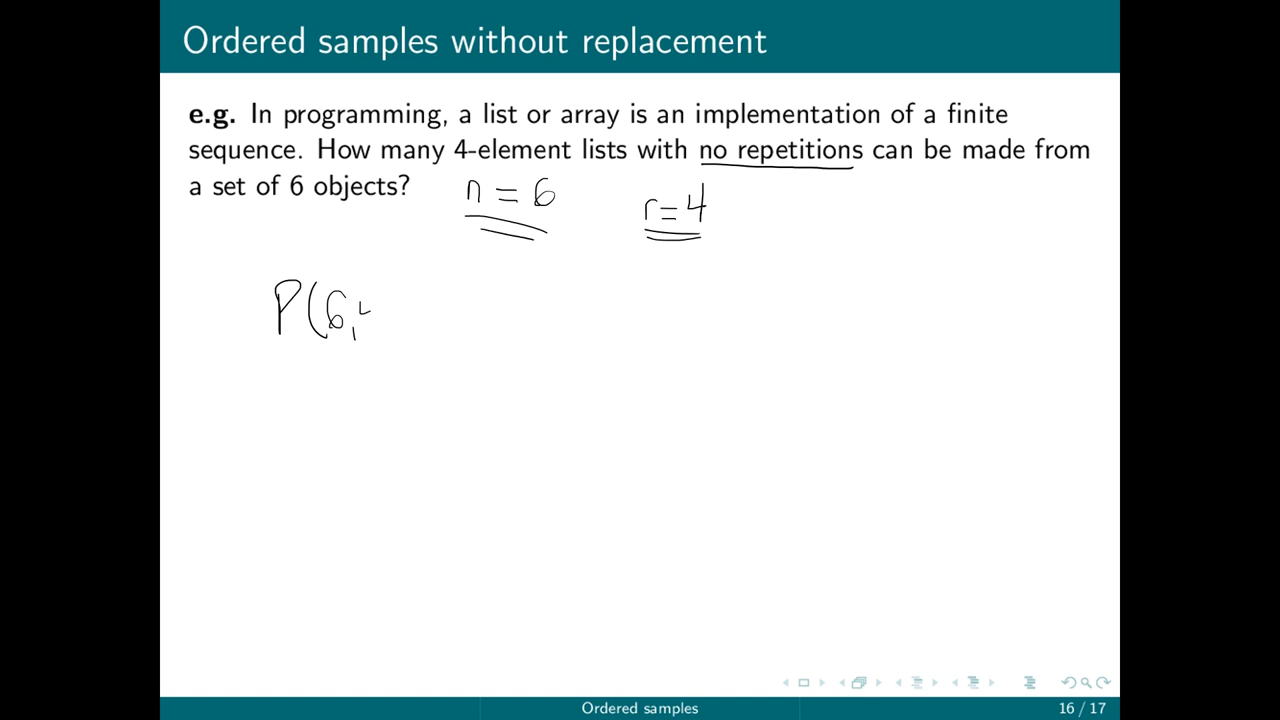 Ordered samples without replacement
e.g. In programming, a list or array is an implementation of a finite
sequence. How many 4-element lists with no repetitions can be made from
a set of 6 objects?
n = 6
r = 4
P(6,
Ordered samples
16 / 17